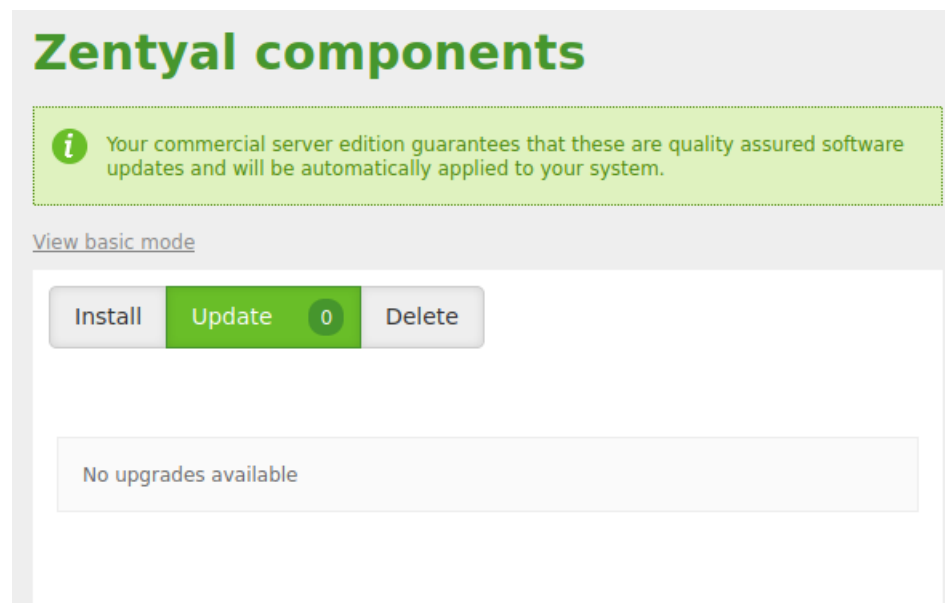 Zentyal components
i
Your commercial server edition guarantees that these are quality assured software
updates and will be automatically applied to your system.
View basic mode
Install Update 0 Delete
No upgrades available